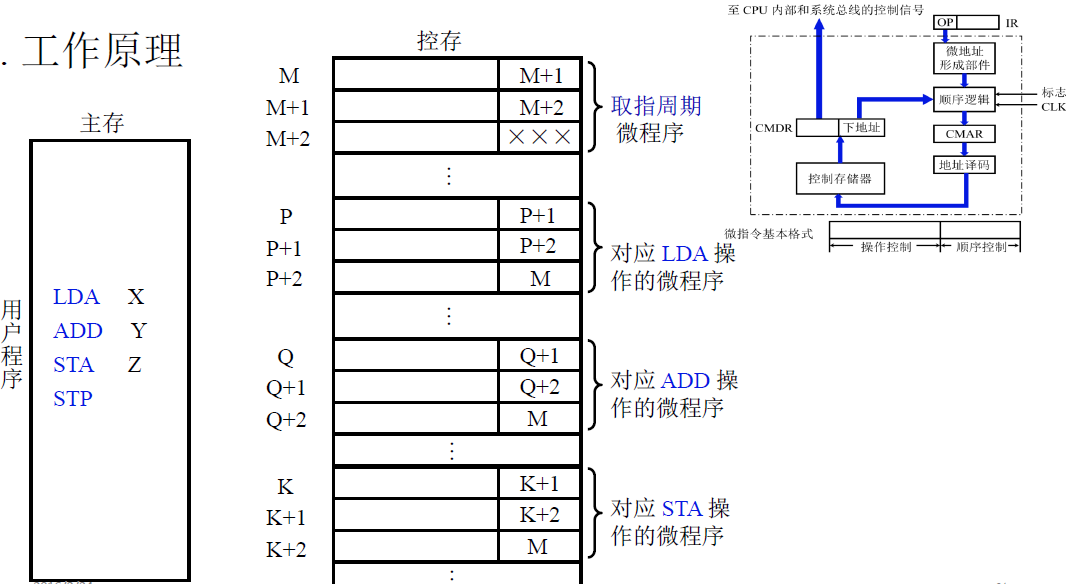 . 工作原理
主存
用户程序
LDA X
ADD Y
STA Z
STP
控存
M M+1
M+1 M+2
M+2 ×××
⋮
P P+1
P+1 P+2
P+2 M
⋮
Q Q+1
Q+1 Q+2
Q+2 M
⋮
K K+1
K+1 K+2
K+2 M
⋮
取指周期
微程序
对应 LDA 操
作的微程序
对应 ADD 操
作的微程序
对应 STA 操
作的微程序
至 CPU 内部和系统总线的控制信号
OP IR
微地址
形成部件
顺序逻辑
标志
CLK
CMDR 下地址
CMAR
控制存储器
地址译码
微指令基本格式
操作控制 顺序控制